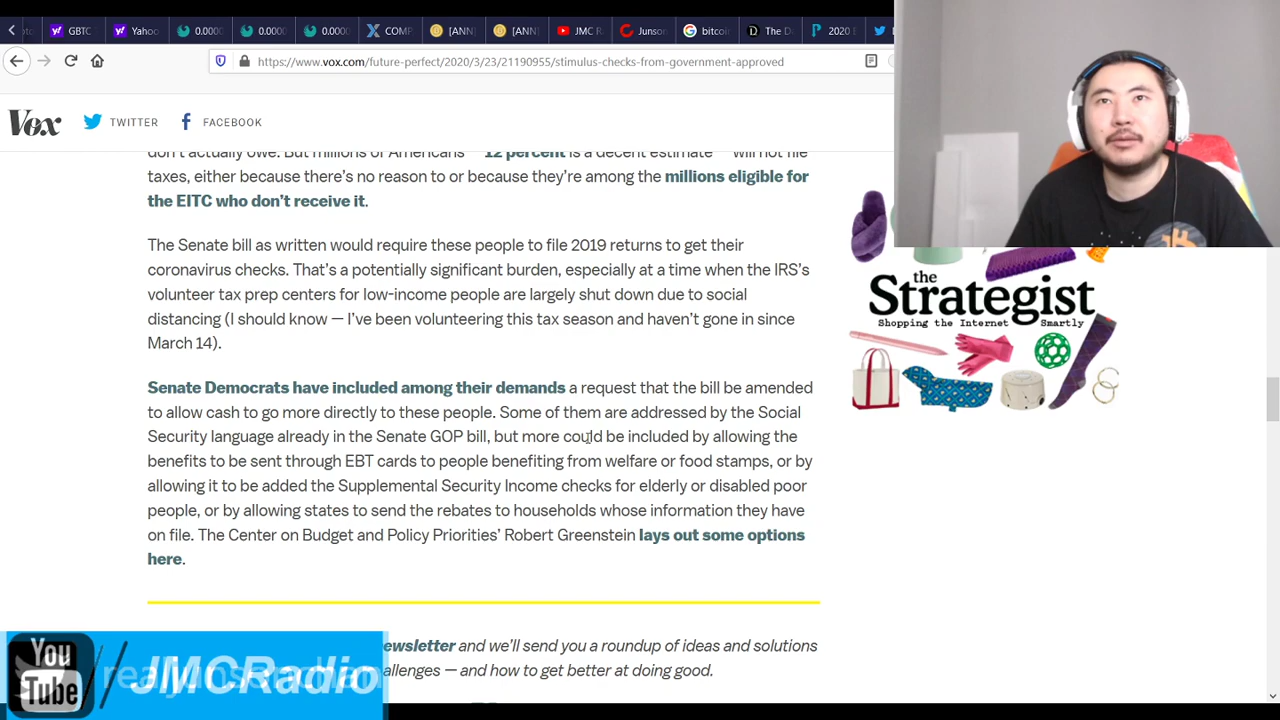 GBTC
Yahoo
0.0000
0.0000
0.0000
COMP
[ANN
[ANN
JMC R
Junson
bitcoin
The D
2020 E
https://www.vox.com/future-perfect/2020/3/23/21190955/stimulus-checks-from-government-approved
Vox TWITTER FACEBOOK
don't actually owe. But millions of Americans — 12 percent is a decent estimate — will not file
taxes, either because there's no reason to or because they're among the millions eligible for
the EITC who don't receive it.
The Senate bill as written would require these people to file 2019 returns to get their
coronavirus checks. That's a potentially significant burden, especially at a time when the IRS's
volunteer tax prep centers for low-income people are largely shut down due to social
distancing (I should know — I've been volunteering this tax season and haven't gone in since
March 14).
Senate Democrats have included among their demands a request that the bill be amended
to allow cash to go more directly to these people. Some of them are addressed by the Social
Security language already in the Senate GOP bill, but more could be included by allowing the
benefits to be sent through EBT cards to people benefiting from welfare or food stamps, or by
allowing it to be added the Supplemental Security Income checks for elderly or disabled poor
people, or by allowing states to send the rebates to households whose information they have
on file. The Center on Budget and Policy Priorities' Robert Greenstein lays out some options
here.
ewsletter and we'll send you a roundup of ideas and solutions
allenges — and how to get better at doing good.
the
Strategist
Shopping the Internet Smartly
You
Tube
// JMCRadio